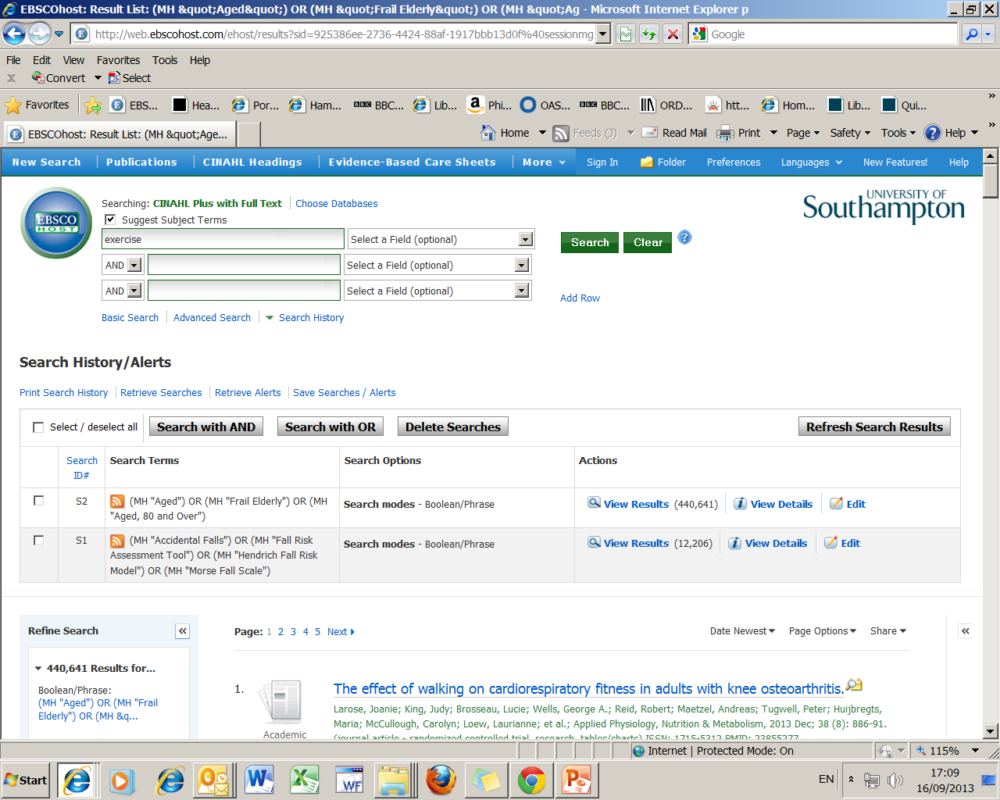 EBSCOhost: Result List: (MH &quot;Aged&quot;) OR (MH &quot;Frail Elderly&quot;) OR (MH &quot;Ag - Microsoft Internet Explorer p
http://web.ebscohost.com/ehost/results?sid=925386ee-2736-4424-88af-1917bbb13d0f%40sessionmg
Google
File Edit View Favorites Tools Help
x Convert Select
Favorites EBS... Hea... Por... Ham... BBC BBC... Lib... Phi... OAS... BBC BBC... ORD... htt... Hom... Lib... Qui... »
EBSCOhost: Result List: (MH &quot;Age... Home Feeds (J) Read Mail Print Page Safety Tools Help »
New Search Publications CINAHL Headings Evidence-Based Care Sheets More Sign In Folder Preferences Languages New Features! Help
EBSCO
HOST
Searching: CINAHL Plus with Full Text Choose Databases
Suggest Subject Terms
UNIVERSITY OF
Southampton
exercise Select a Field (optional) Search Clear ?
AND Select a Field (optional)
AND Select a Field (optional) Add Row
Basic Search Advanced Search Search History
Search History/Alerts
Print Search History Retrieve Searches Retrieve Alerts Save Searches / Alerts
Select / deselect all Search with AND Search with OR Delete Searches Refresh Search Results
Search ID# Search Terms Search Options Actions
S2 (MH "Aged") OR (MH "Frail Elderly") OR (MH
"Aged, 80 and Over")
Search modes - Boolean/Phrase View Results (440,641) View Details Edit
S1 (MH "Accidental Falls") OR (MH "Fall Risk
Assessment Tool") OR (MH "Hendrich Fall Risk
Model") OR (MH "Morse Fall Scale")
Search modes - Boolean/Phrase View Results (12,206) View Details Edit
Refine Search «
440,641 Results for...
Boolean/Phrase:
(MH "Aged") OR (MH "Frail
Elderly") OR (MH &q...
Page: 1 2 3 4 5 Next Date Newest Page Options Share «
1. The effect of walking on cardiorespiratory fitness in adults with knee osteoarthritis.
Larose, Joanie; King, Judy; Brosseau, Lucie; Wells, George A.; Reid, Robert; Maetzel, Andreas; Tugwell, Peter; Huijbregts,
Maria; McCullough, Carolyn; Loew, Laurianne; et al.; Applied Physiology, Nutrition & Metabolism, 2013 Dec; 38 (8): 886-91.
(journal article - randomized controlled trial, research, tables/charts) ISSN: 1715-5312 PMID: 23855277
Academic
Internet | Protected Mode: On 115%
Start WF EN 17:09
16/09/2013